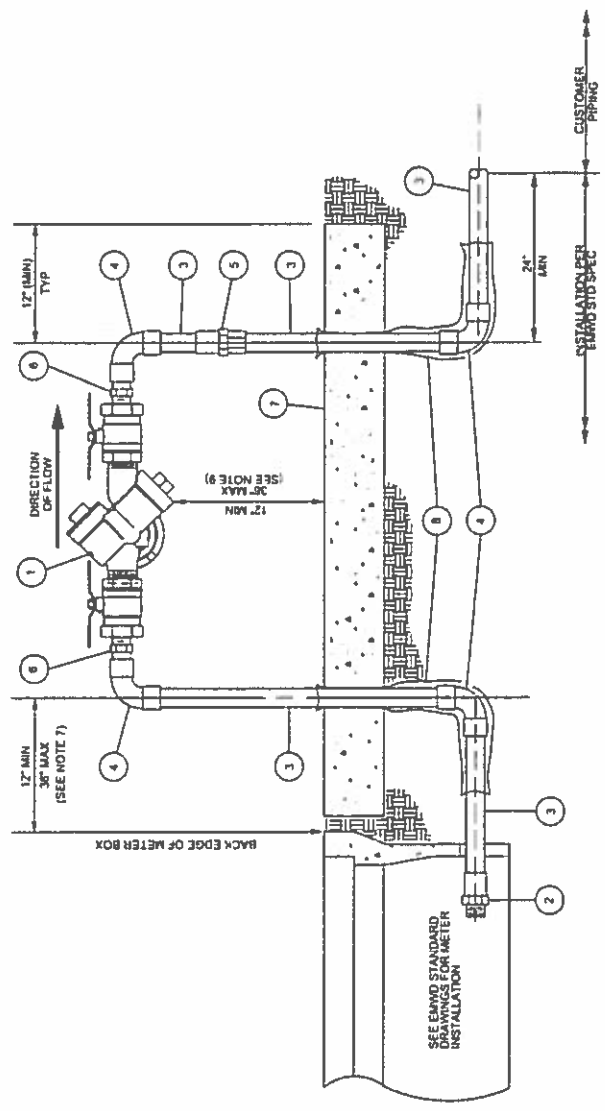 12" MIN
36" MAX
(SEE NOTE 7)
BACK EDGE OF METER BOX
DIRECTION
OF FLOW
12" (MIN)
TYP
6
1
6
4
3
5
3
4
3
7
12" MIN
36" MAX
(SEE NOTE 9)
8
4
3
2
3
SEE EMWD STANDARD
DRAWINGS FOR METER
INSTALLATION
24"
MIN
INSTALLATION PER
EMWD STD SPEC
CUSTOMER
PIPING